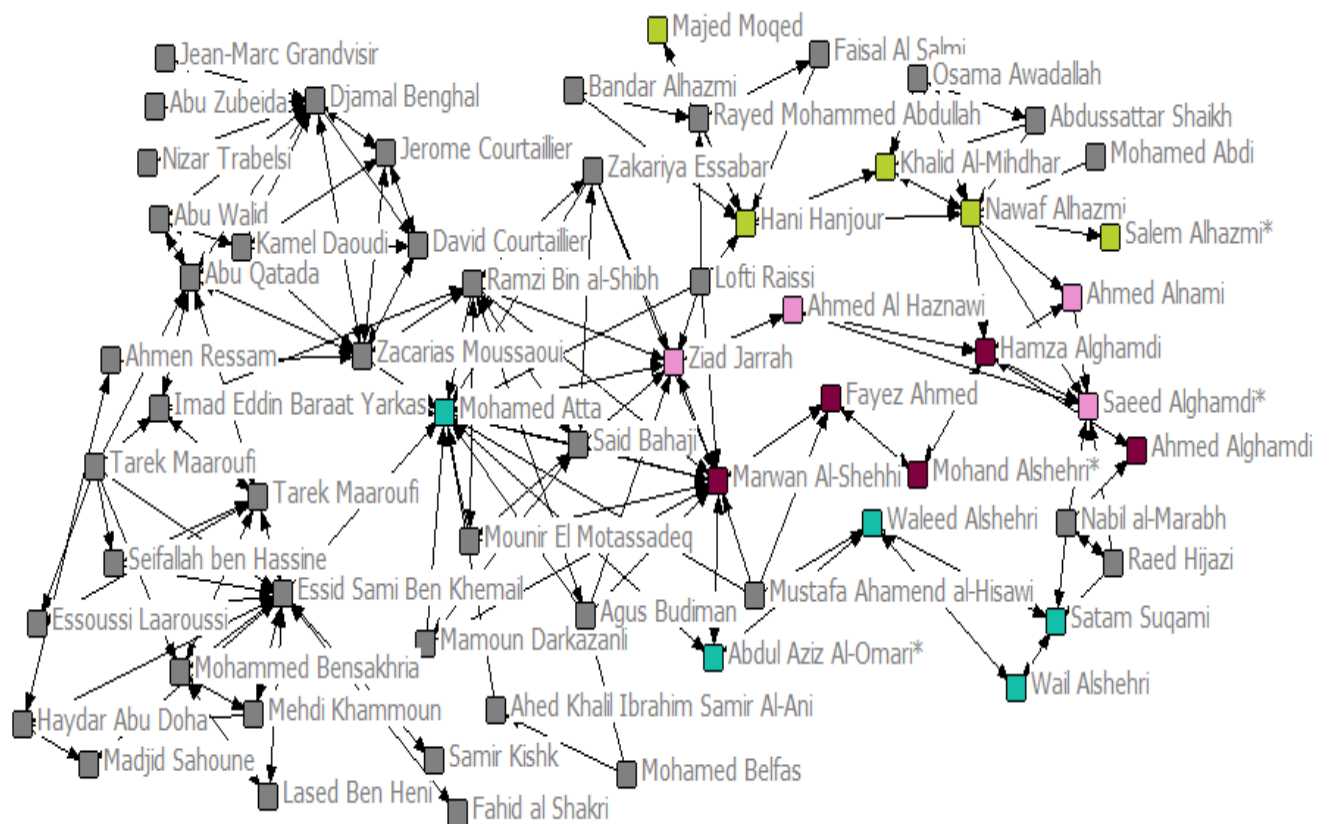 Majed Moqed
Jean-Marc Grandvisir
Faisal Al Salmi
Osama Awadallah
Bandar Alhazmi
Djamal Benghal
Abu Zubeida
Rayed Mohammed Abdullah
Abdussattar Shaikh
Jerome Courtaillier
Mohamed Abdi
Nizar Trabelsi
Zakariya Essabar
Khalid Al-Mihdhar
Abu Walid
Hani Hanjour
Nawaf Alhazmi
Salem Alhazmi*
Kamel Daoudi
David Courtaillier
Abu Qatada
Ramzi Bin al-Shibh
Lofti Raissi
Ahmed Alnami
Ahmed Al Haznawi
Ahmen Ressam
Zacarias Moussaoui
Ziad Jarrah
Hamza Alghamdi
Fayez Ahmed
Imad Eddin Baraat Yarkas
Mohamed Atta
Saeed Alghamdi*
Said Bahaji
Ahmed Alghamdi
Tarek Maaroufi
Marwan Al-Shehhi
Mohand Alshehri*
Tarek Maaroufi
Waleed Alshehri
Nabil al-Marabh
Mounir El Motassadeq
Seifallah ben Hassine
Raed Hijazi
Essid Sami Ben Khemail
Mustafa Ahamend al-Hisawi
Essoussi Laaroussi
Agus Budiman
Satam Suqami
Mamoun Darkazanli
Abdul Aziz Al-Omari*
Mohammed Bensakhria
Wail Alshehri
Haydar Abu Doha
Mehdi Khammoun
Ahed Khalil Ibrahim Samir Al-Ani
Madjid Sahoune
Samir Kishk
Mohamed Belfas
Lased Ben Heni
Fahid al Shakri